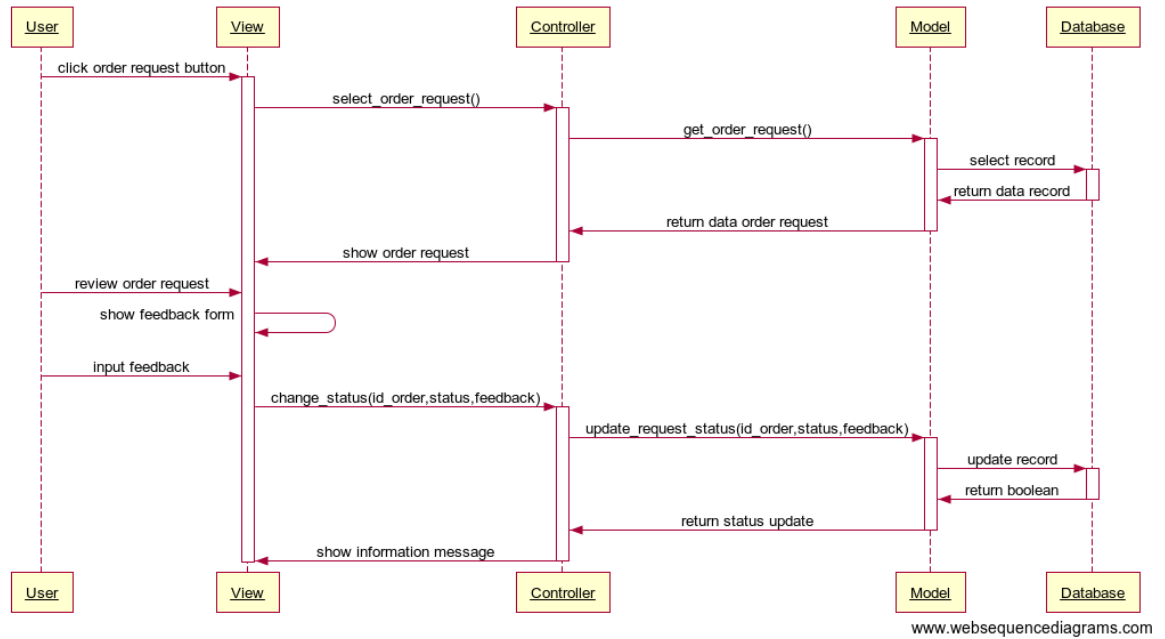 User
View
Controller
Model
Database
click order request button
select_order_request()
get_order_request()
select record
return data record
return data order request
show order request
review order request
show feedback form
input feedback
change_status(id_order,status,feedback)
update_request_status(id_order,status,feedback)
update record
return boolean
return status update
show information message
User
View
Controller
Model
Database
www.websequencediagrams.com